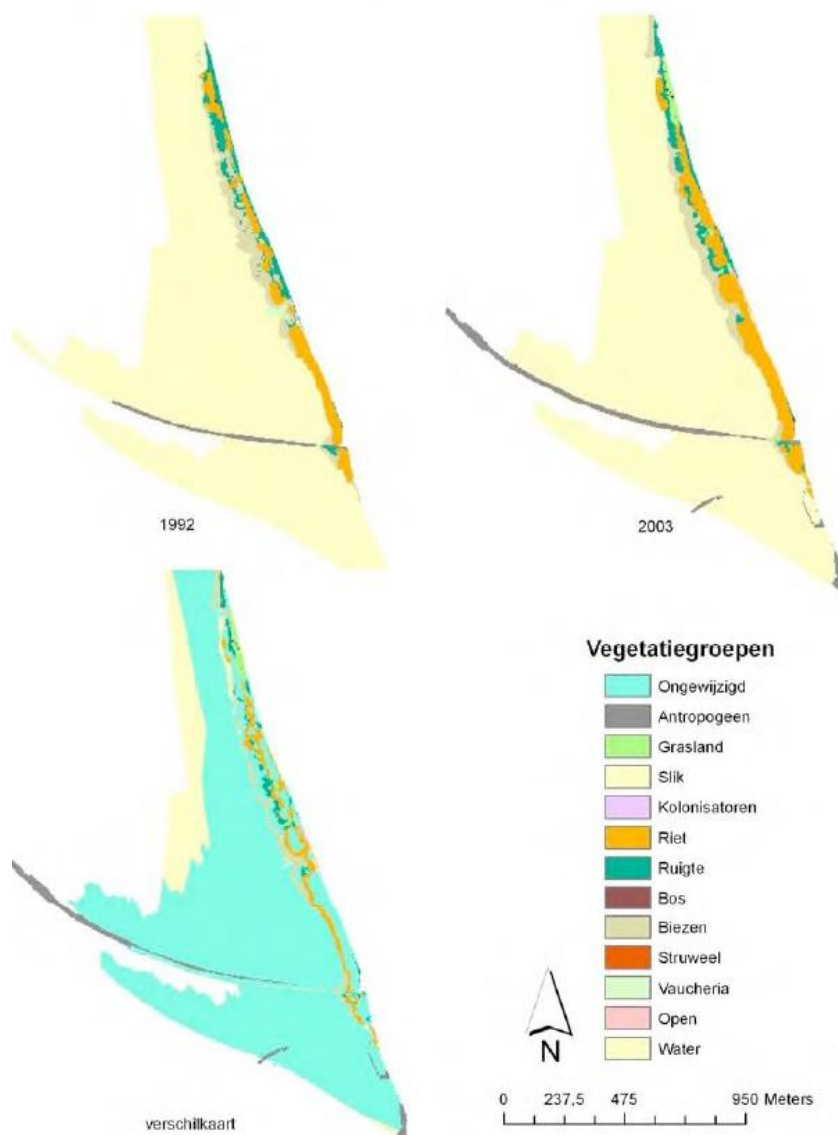 1992
2003
verschilkaart
Vegetatiegroepen
Ongewijzigd
Antropogeen
Grasland
Slik
Kolonisatoren
Riet
Ruigte
Bos
Biezen
Struweel
Vaucheria
Open
Water
N
0 237,5 475 950 Meters